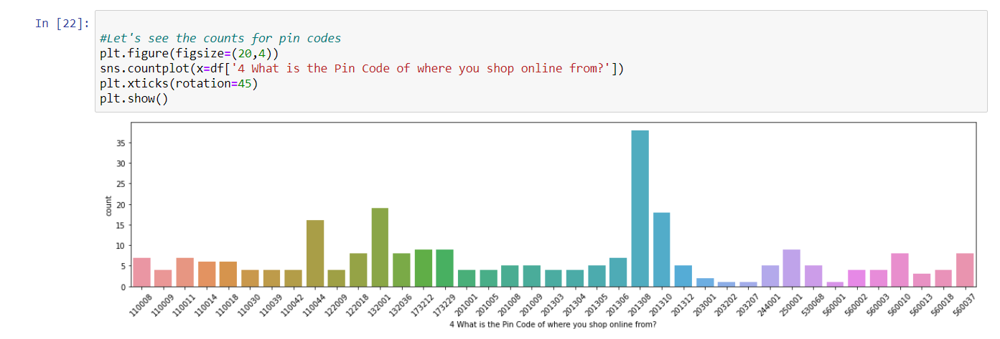 In [22]:
#Let's see the counts for pin codes
plt.figure(figsize=(20,4))
sns.countplot(x=df['4 What is the Pin Code of where you shop online from?'])
plt.xticks(rotation=45)
plt.show()
35
30
25
20
15
10
5
0
count
110008 110009 110011 110014 110018 110030 110039 110042 110044 122009 122018 132001 132036 173212 173229 201001 201005 201008 201009 201303 201304 201305 201306 201308 201310 201312 203001 203202 203207 244001 250001 530068 560001 560002 560003 560010 560013 560018 560037
4 What is the Pin Code of where you shop online from?